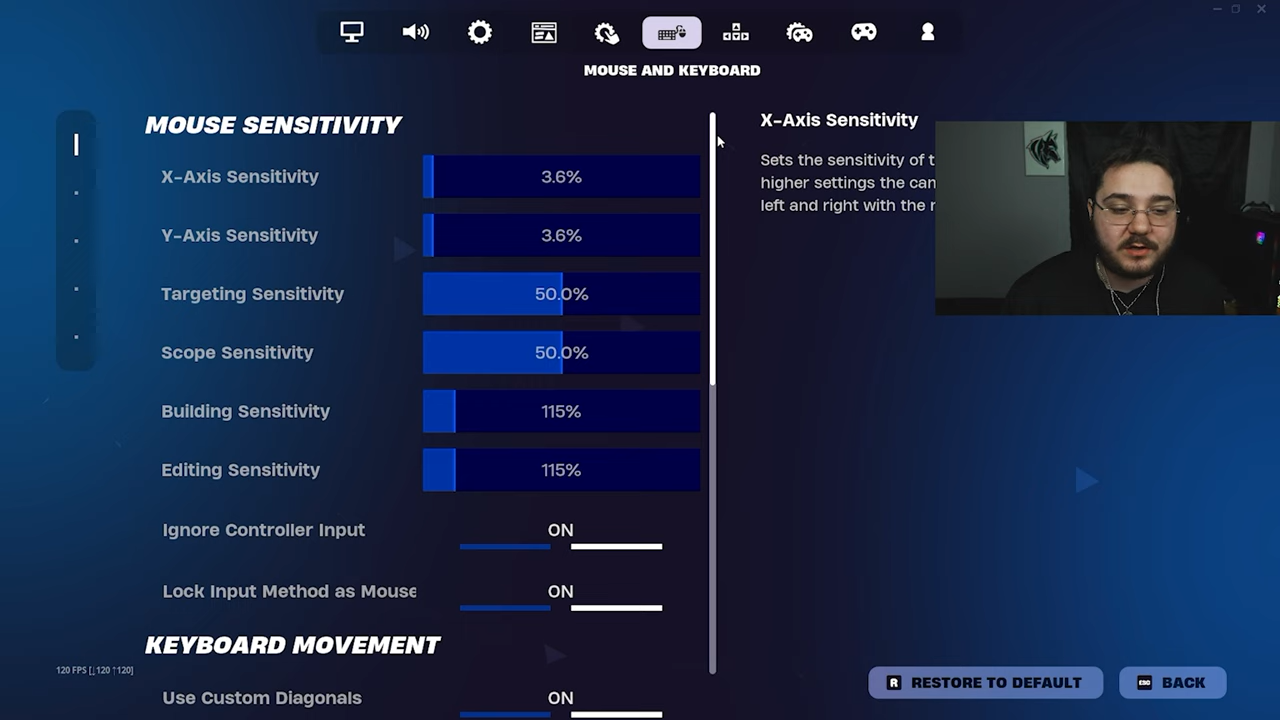 MOUSE AND KEYBOARD
MOUSE SENSITIVITY
X-Axis Sensitivity 3.6%
Y-Axis Sensitivity 3.6%
Targeting Sensitivity 50.0%
Scope Sensitivity 50.0%
Building Sensitivity 115%
Editing Sensitivity 115%
Ignore Controller Input ON
Lock Input Method as Mouse ON
KEYBOARD MOVEMENT
Use Custom Diagonals ON
X-Axis Sensitivity
Sets the sensitivity of t
higher settings the can
left and right with the r
120 FPS [↓120 ↑120]
R RESTORE TO DEFAULT
ESC BACK